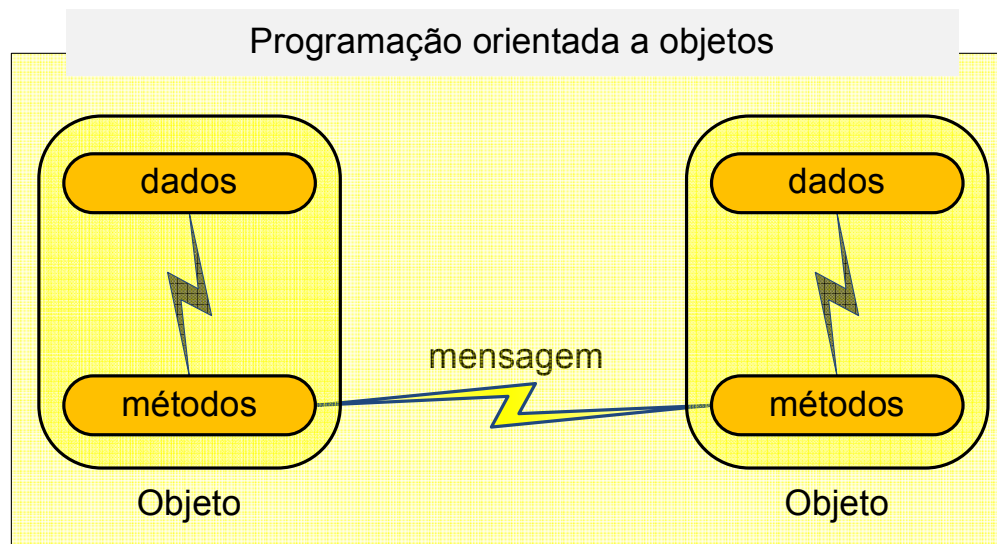 Programação orientada a objetos
dados
dados
mensagem
métodos
métodos
Objeto
Objeto